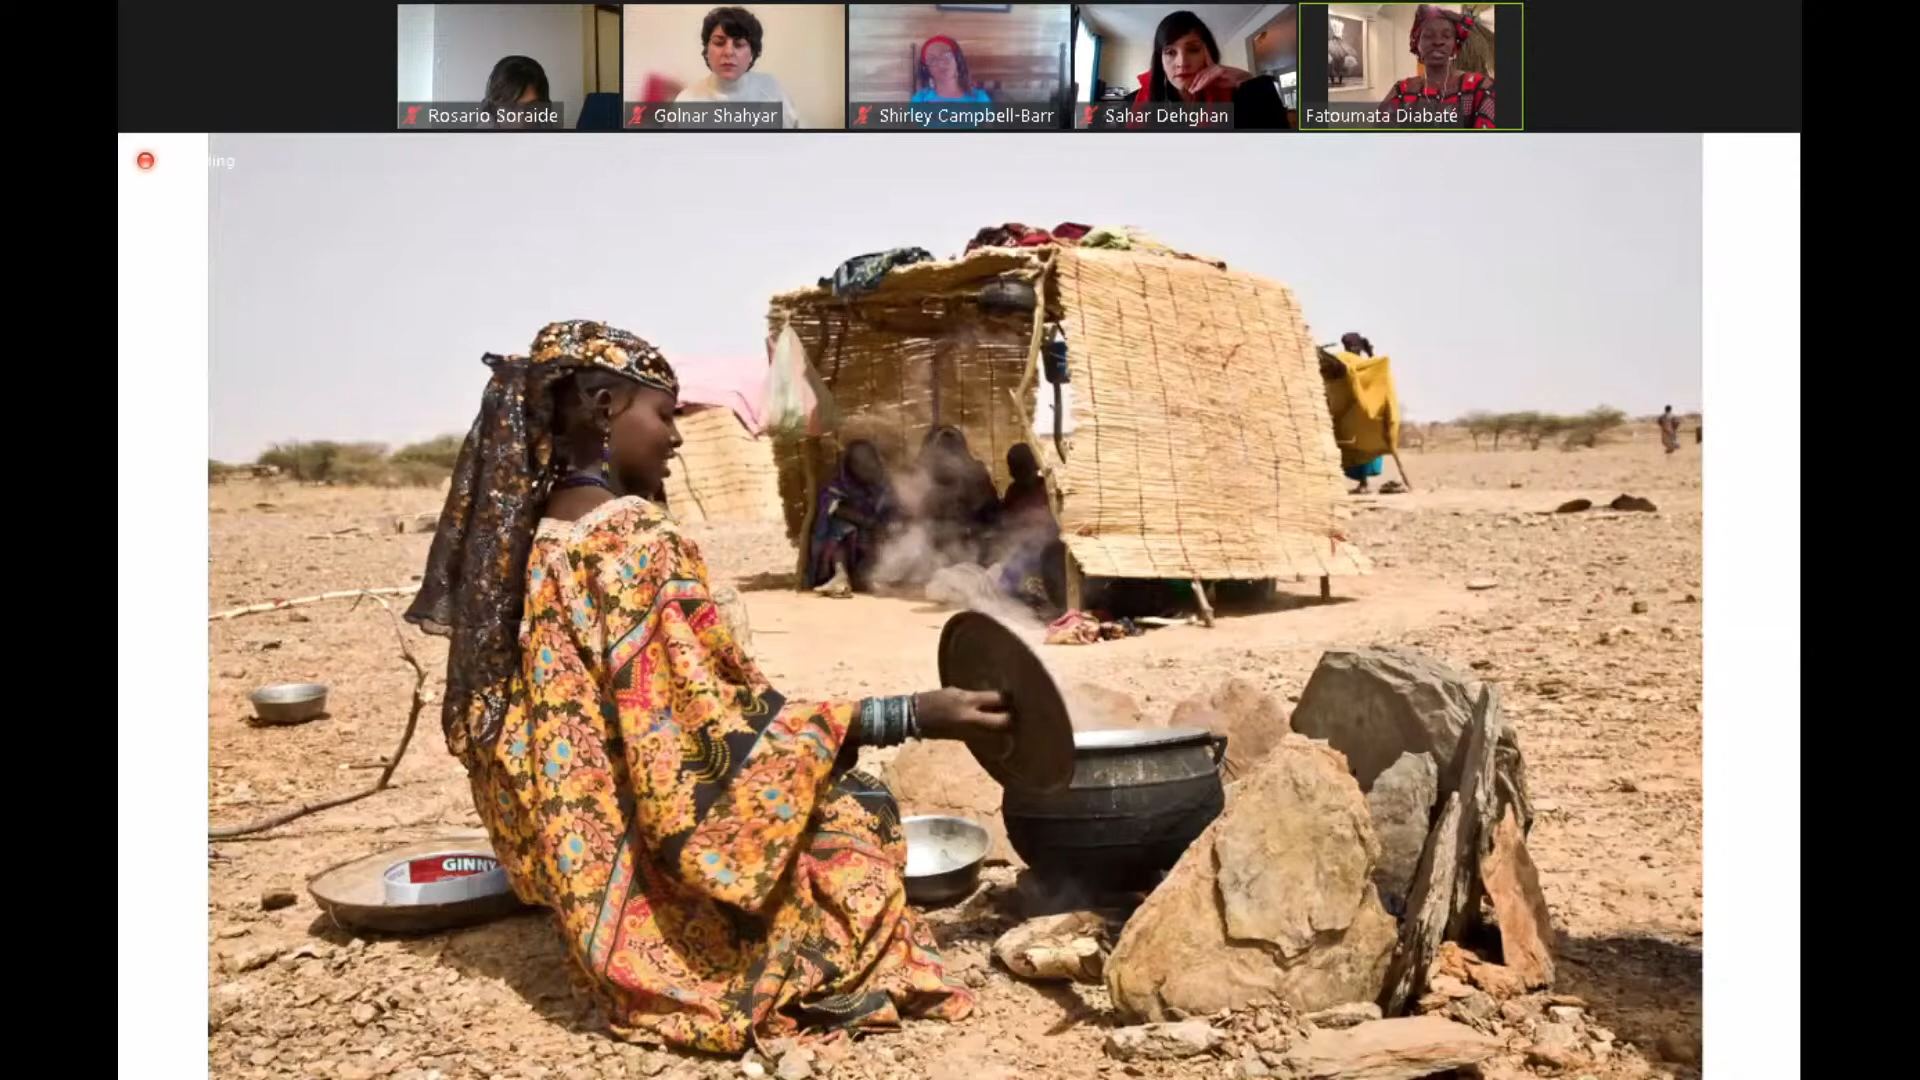 Rosario Soraide
Golnar Shahyar
Shirley Campbell-Barr
Sahar Dehghan
Fatoumata Diabaté
GINNY